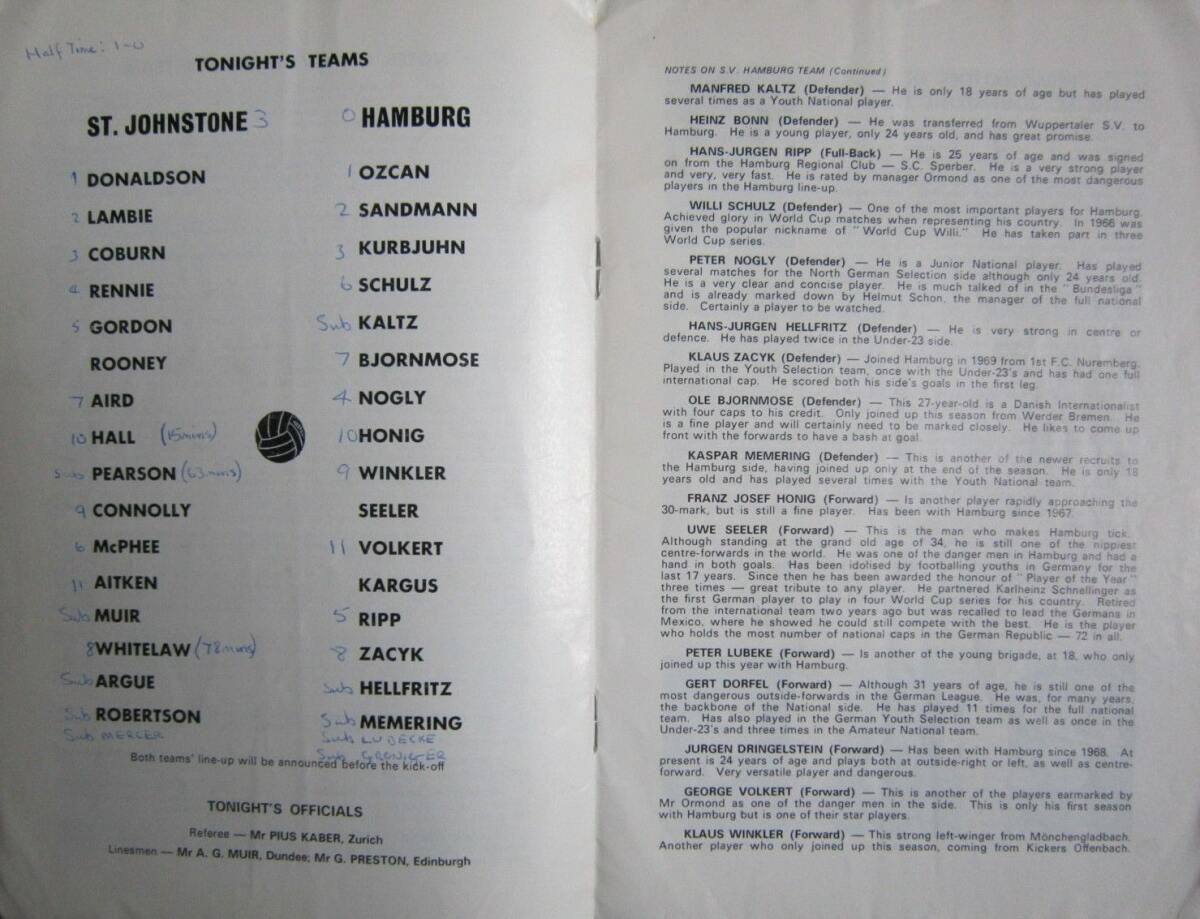 Half Time: 1-0
TONIGHT'S TEAMS
ST. JOHNSTONE 3
0 HAMBURG
1 DONALDSON
2 LAMBIE
3 COBURN
4 RENNIE
5 GORDON
ROONEY
7 AIRD
10 HALL (15mins)
Sub PEARSON (63mins)
9 CONNOLLY
6 McPHEE
11 AITKEN
Sub MUIR
8 WHITELAW (78mins)
Sub ARGUE
Sub ROBERTSON
Sub MERCER
1 OZCAN
2 SANDMANN
3 KURBJUHN
6 SCHULZ
Sub KALTZ
7 BJORNMOSE
4 NOGLY
10 HONIG
9 WINKLER
SEELER
11 VOLKERT
KARGUS
5 RIPP
8 ZACYK
Sub HELLFRITZ
Sub MEMERING
Sub LUBECKE
Sub
Both teams' line-up will be announced before the kick-off
TONIGHT'S OFFICIALS
Referee — Mr PIUS KABER, Zurich
Linesmen — Mr A. G. MUIR, Dundee; Mr G. PRESTON, Edinburgh
NOTES ON S.V. HAMBURG TEAM (Continued)
MANFRED KALTZ (Defender) — He is only 18 years of age but has played
several times as a Youth National player.
HEINZ BONN (Defender) — He was transferred from Wuppertaler S.V. to
Hamburg. He is a young player, only 24 years old, and has great promise.
HANS-JURGEN RIPP (Full-Back) — He is 25 years of age and was signed
on from the Hamburg Regional Club — S.C. Sperber. He is a very strong player
and very, very fast. He is rated by manager Ormond as one of the most dangerous
players in the Hamburg line-up.
WILLI SCHULZ (Defender) — One of the most important players for Hamburg.
Achieved glory in World Cup matches when representing his country. In 1966 was
given the popular nickname of "World Cup Willi." He has taken part in three
World Cup series.
PETER NOGLY (Defender) — He is a Junior National player. Has played
several matches for the North German Selection side although only 24 years old.
He is a very clear and concise player. He is much talked of in the "Bundesliga"
and is already marked down by Helmut Schon, the manager of the full national
side. Certainly a player to be watched.
HANS-JURGEN HELLFRITZ (Defender) — He is very strong in centre or
defence. He has played twice in the Under-23 side.
KLAUS ZACYK (Defender) — Joined Hamburg in 1969 from 1st F.C. Nuremberg.
Played in the Youth Selection team, once with the Under-23's and has had one full
international cap. He scored both his side's goals in the first leg.
OLE BJORNMOSE (Defender) — This 27-year-old is a Danish Internationalist
with four caps to his credit. Only joined up this season from Werder Bremen. He
is a fine player and will certainly need to be marked closely. He likes to come up
front with the forwards to have a bash at goal.
KASPAR MEMERING (Defender) — This is another of the newer recruits to
the Hamburg side, having joined up only at the end of the season. He is only 18
years old and has played several times with the Youth National team.
FRANZ JOSEF HONIG (Forward) — Is another player rapidly approaching the
30-mark, but is still a fine player. Has been with Hamburg since 1967.
UWE SEELER (Forward) — This is the man who makes Hamburg tick.
Although standing at the grand old age of 34, he is still one of the nippiest
centre-forwards in the world. He was one of the danger men in Hamburg and had a
hand in both goals. Has been idolised by footballing youths in Germany for the
last 17 years. Since then he has been awarded the honour of "Player of the Year"
three times — great tribute to any player. He partnered Karlheinz Schnellinger as
the first German player to play in four World Cup series for his country. Retired
from the international team two years ago but was recalled to lead the Germans in
Mexico, where he showed he could still compete with the best. He is the player
who holds the most number of national caps in the German Republic — 72 in all.
PETER LUBEKE (Forward) — Is another of the young brigade, at 18, who only
joined up this year with Hamburg.
GERT DORFEL (Forward) — Although 31 years of age, he is still one of the
most dangerous outside-forwards in the German League. He was, for many years,
the backbone of the National side. He has played 11 times for the full national
team. Has also played in the German Youth Selection team as well as once in the
Under-23's and three times in the Amateur National team.
JURGEN DRINGELSTEIN (Forward) — Has been with Hamburg since 1968. At
present is 24 years of age and plays both at outside-right or left, as well as centre-
forward. Very versatile player and dangerous.
GEORGE VOLKERT (Forward) — This is another of the players earmarked by
Mr Ormond as one of the danger men in the side. This is only his first season
with Hamburg but is one of their star players.
KLAUS WINKLER (Forward) — This strong left-winger from Mönchengladbach.
Another player who only joined up this season, coming from Kickers Offenbach.